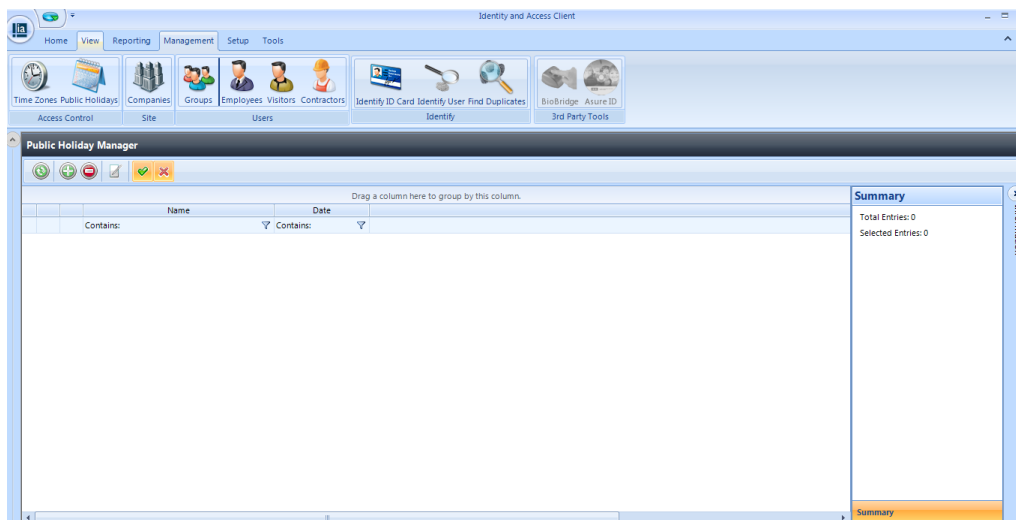 Identity and Access Client
ia
Home View Reporting Management Setup Tools
Time Zones Public Holidays Companies Groups Employees Visitors Contractors Identify ID Card Identify User Find Duplicates BioBridge Asure ID
Access Control Site Users Identify 3rd Party Tools
Public Holiday Manager
Drag a column here to group by this column.
Name Date
Contains: Contains:
Summary
Total Entries: 0
Selected Entries: 0
Summary